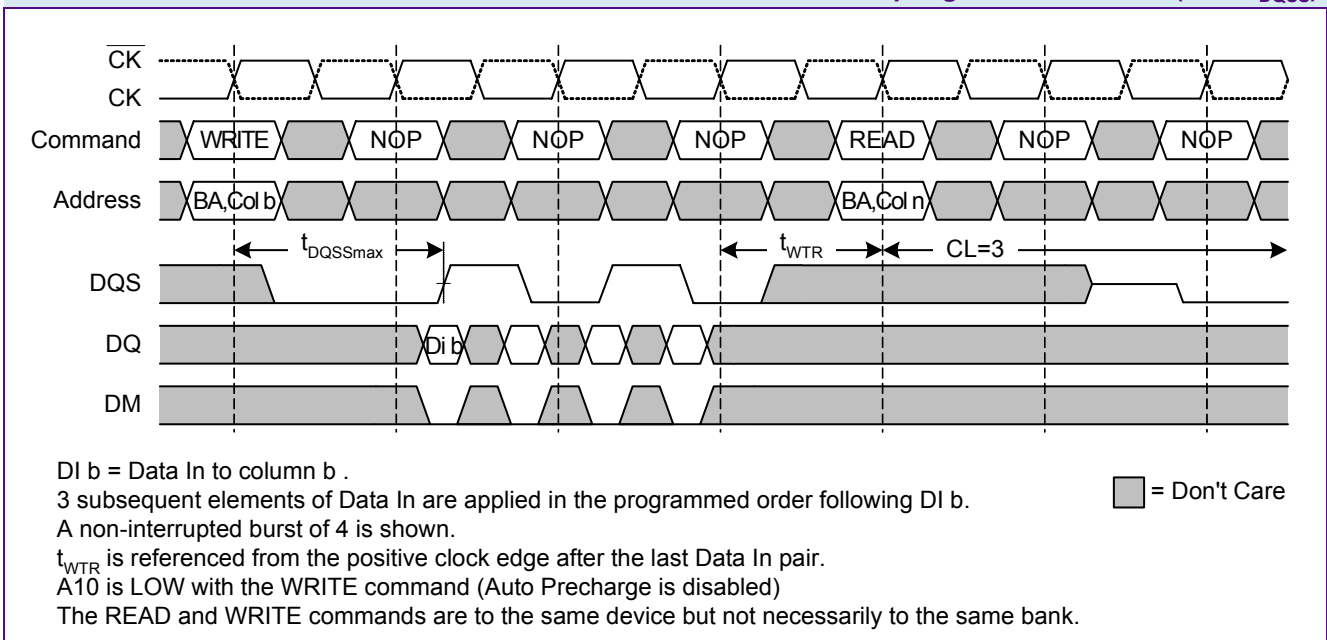 DQSS
CK
CK
Command WRITE NOP NOP NOP READ NOP NOP
Address BA,Col b BA,Col n
tDQSSmax tWTR CL=3
DQS
DQ Di b
DM
DI b = Data In to column b .
3 subsequent elements of Data In are applied in the programmed order following DI b.
= Don't Care
A non-interrupted burst of 4 is shown.
tWTR is referenced from the positive clock edge after the last Data In pair.
A10 is LOW with the WRITE command (Auto Precharge is disabled)
The READ and WRITE commands are to the same device but not necessarily to the same bank.